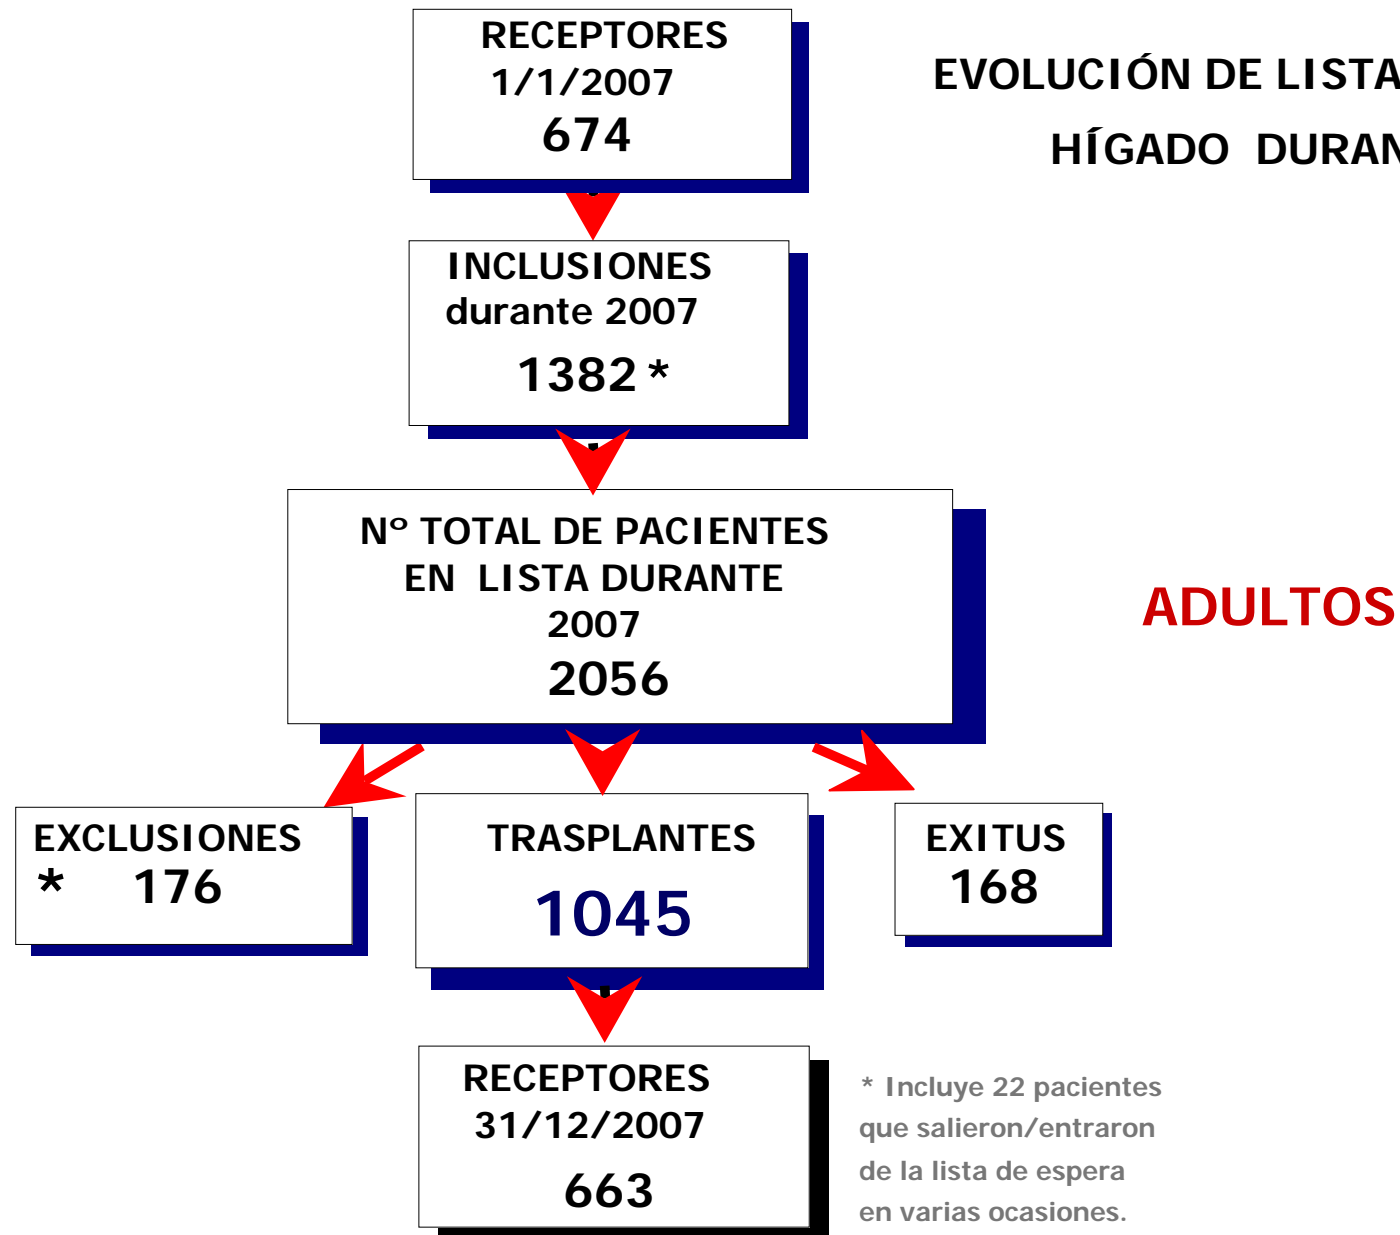 RECEPTORES
1/1/2007
674
EVOLUCIÓN DE LISTA
HÍGADO DURAN
INCLUSIONES
durante 2007
1382 *
Nº TOTAL DE PACIENTES
EN LISTA DURANTE
2007
2056
ADULTOS
EXCLUSIONES
* 176
TRASPLANTES
1045
EXITUS
168
RECEPTORES
31/12/2007
663
* Incluye 22 pacientes
que salieron/entraron
de la lista de espera
en varias ocasiones.